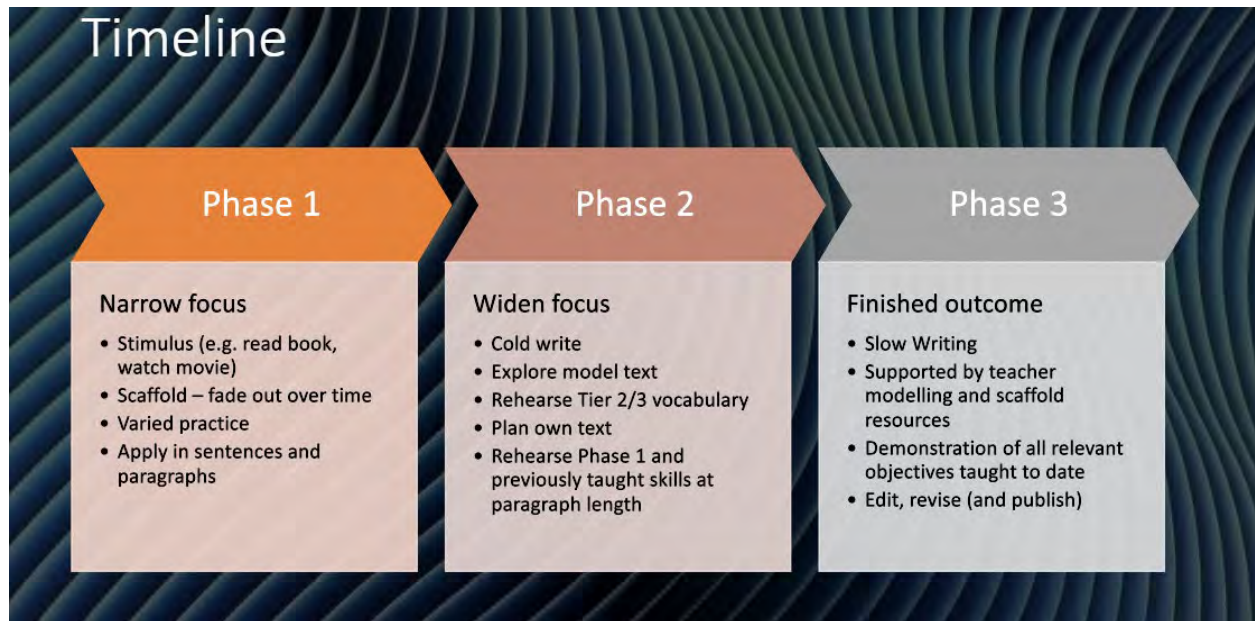 Timeline
Phase 1
Narrow focus
• Stimulus (e.g. read book,
watch movie)
• Scaffold – fade out over time
• Varied practice
• Apply in sentences and
paragraphs
Phase 2
Widen focus
• Cold write
• Explore model text
• Rehearse Tier 2/3 vocabulary
• Plan own text
• Rehearse Phase 1 and
previously taught skills at
paragraph length
Phase 3
Finished outcome
• Slow Writing
• Supported by teacher
modelling and scaffold
resources
• Demonstration of all relevant
objectives taught to date
• Edit, revise (and publish)